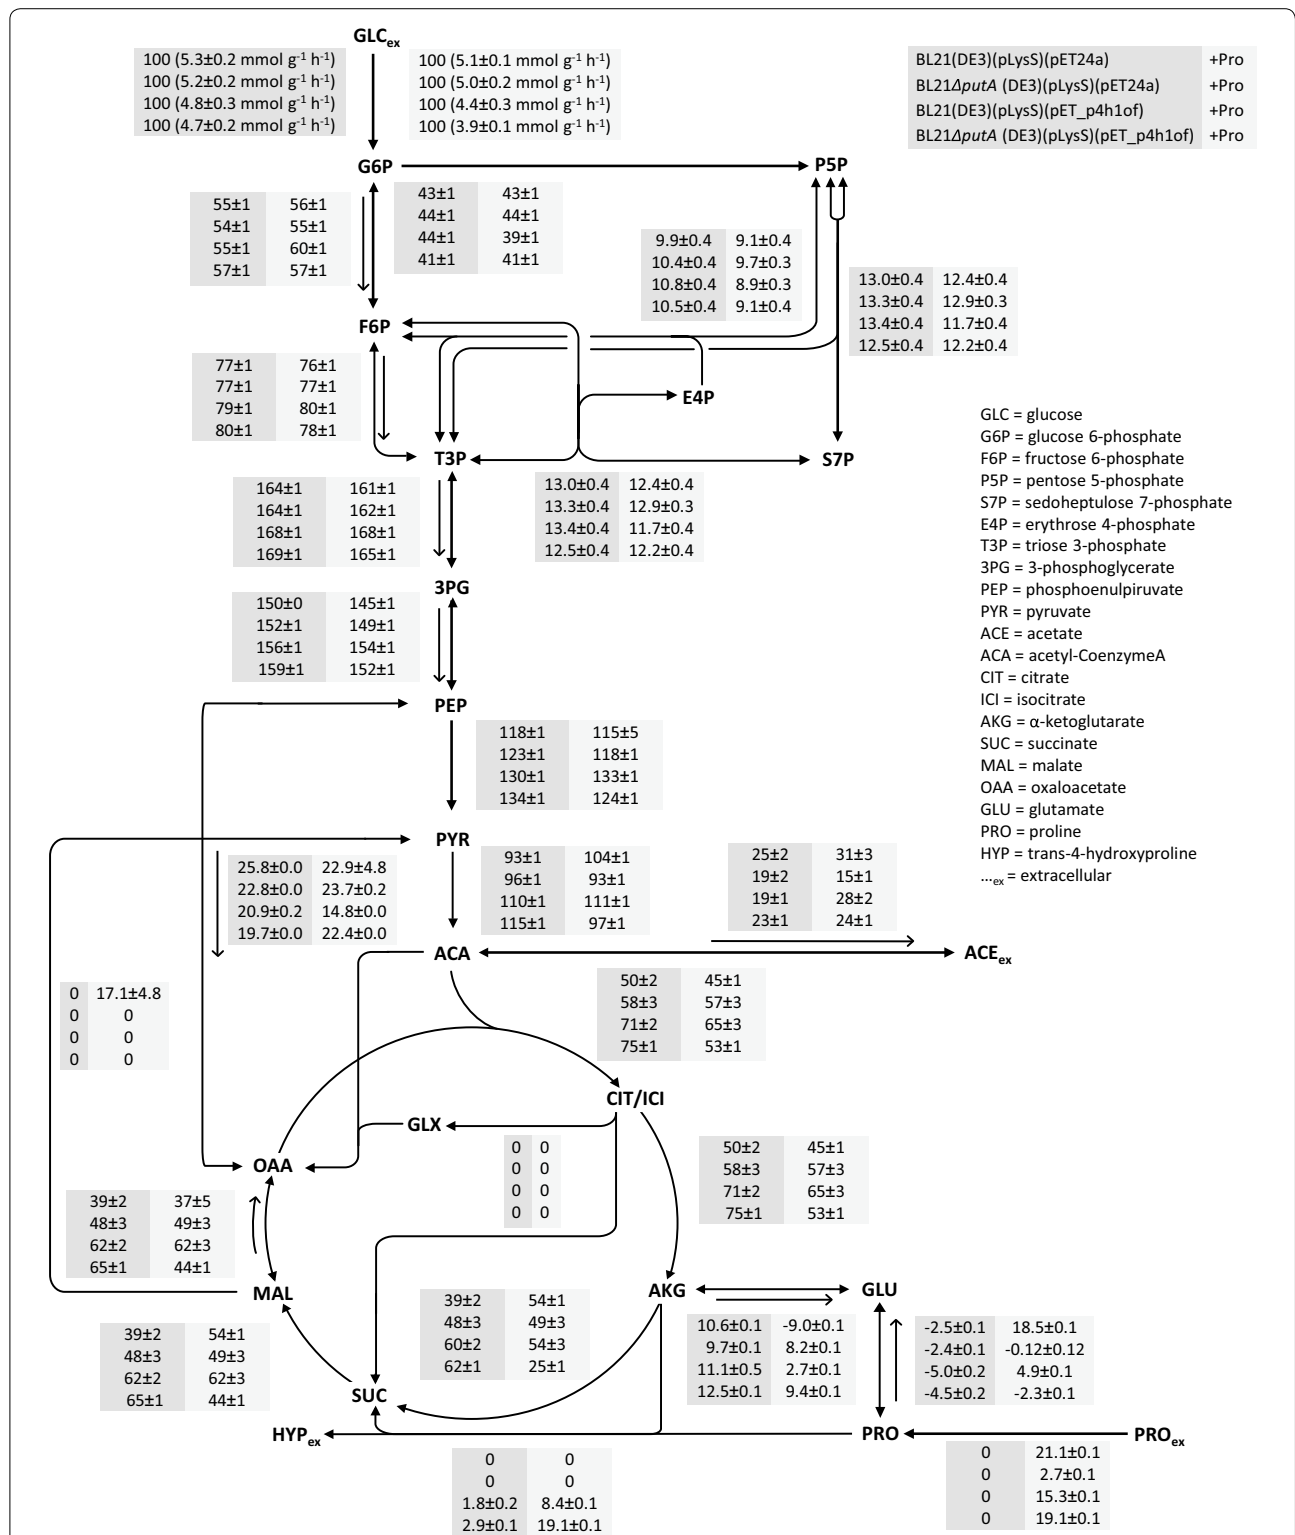 GLCex
100 (5.3±0.2 mmol g-1 h-1) 100 (5.1±0.1 mmol g-1 h-1)
100 (5.2±0.2 mmol g-1 h-1) 100 (5.0±0.2 mmol g-1 h-1)
100 (4.8±0.3 mmol g-1 h-1) 100 (4.4±0.3 mmol g-1 h-1)
100 (4.7±0.2 mmol g-1 h-1) 100 (3.9±0.1 mmol g-1 h-1)
BL21(DE3)(pLysS)(pET24a) +Pro
BL21ΔputA (DE3)(pLysS)(pET24a) +Pro
BL21(DE3)(pLysS)(pET_p4h1of) +Pro
BL21ΔputA (DE3)(pLysS)(pET_p4h1of) +Pro
G6P
P5P
55±1 56±1
54±1 55±1
55±1 60±1
57±1 57±1
43±1 43±1
44±1 44±1
44±1 39±1
41±1 41±1
9.9±0.4 9.1±0.4
10.4±0.4 9.7±0.3
10.8±0.4 8.9±0.3
10.5±0.4 9.1±0.4
13.0±0.4 12.4±0.4
13.3±0.4 12.9±0.3
13.4±0.4 11.7±0.4
12.5±0.4 12.2±0.4
F6P
77±1 76±1
77±1 77±1
79±1 80±1
80±1 78±1
E4P
T3P
S7P
164±1 161±1
164±1 162±1
168±1 168±1
169±1 165±1
13.0±0.4 12.4±0.4
13.3±0.4 12.9±0.3
13.4±0.4 11.7±0.4
12.5±0.4 12.2±0.4
GLC = glucose
G6P = glucose 6-phosphate
F6P = fructose 6-phosphate
P5P = pentose 5-phosphate
S7P = sedoheptulose 7-phosphate
E4P = erythrose 4-phosphate
T3P = triose 3-phosphate
3PG = 3-phosphoglycerate
PEP = phosphoenulpiruvate
PYR = pyruvate
ACE = acetate
ACA = acetyl-CoenzymeA
CIT = citrate
ICI = isocitrate
AKG = α-ketoglutarate
SUC = succinate
MAL = malate
OAA = oxaloacetate
GLU = glutamate
PRO = proline
HYP = trans-4-hydroxyproline
...ex = extracellular
3PG
150±0 145±1
152±1 149±1
156±1 154±1
159±1 152±1
PEP
118±1 115±5
123±1 118±1
130±1 133±1
134±1 124±1
PYR
25.8±0.0 22.9±4.8
22.8±0.0 23.7±0.2
20.9±0.2 14.8±0.0
19.7±0.0 22.4±0.0
93±1 104±1
96±1 93±1
110±1 111±1
115±1 97±1
25±2 31±3
19±2 15±1
19±1 28±2
23±1 24±1
ACA
ACEex
0 17.1±4.8
0 0
0 0
0 0
50±2 45±1
58±3 57±3
71±2 65±3
75±1 53±1
CIT/ICI
GLX
0 0
0 0
0 0
0 0
50±2 45±1
58±3 57±3
71±2 65±3
75±1 53±1
OAA
39±2 37±5
48±3 49±3
62±2 62±3
65±1 44±1
MAL
AKG
GLU
39±2 54±1
48±3 49±3
62±2 62±3
65±1 44±1
39±2 54±1
48±3 49±3
60±2 54±3
62±1 25±1
10.6±0.1 -9.0±0.1
9.7±0.1 8.2±0.1
11.1±0.5 2.7±0.1
12.5±0.1 9.4±0.1
-2.5±0.1 18.5±0.1
-2.4±0.1 -0.12±0.12
-5.0±0.2 4.9±0.1
-4.5±0.2 -2.3±0.1
SUC
HYPex
PRO
PROex
0 0
0 0
1.8±0.2 8.4±0.1
2.9±0.1 19.1±0.1
0 21.1±0.1
0 2.7±0.1
0 15.3±0.1
0 19.1±0.1